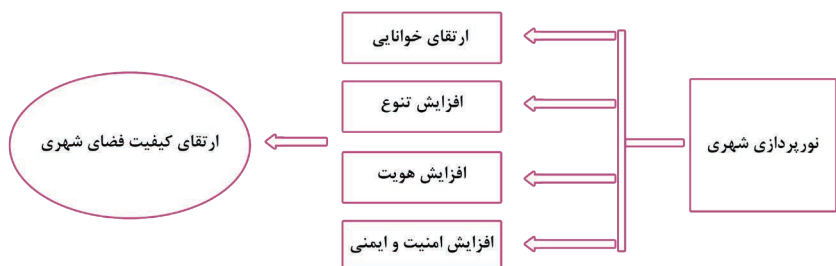 نورپردازی شهری
ارتقای خوانایی
افزایش تنوع
افزایش هویت
افزایش امنیت و ایمنی
ارتقای کیفیت فضای شهری